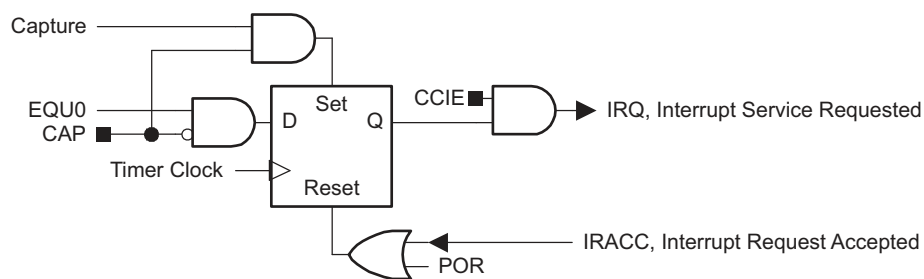 Capture
EQU0
CAP
Timer Clock
Set
D
Q
Reset
CCIE
IRQ, Interrupt Service Requested
IRACC, Interrupt Request Accepted
POR